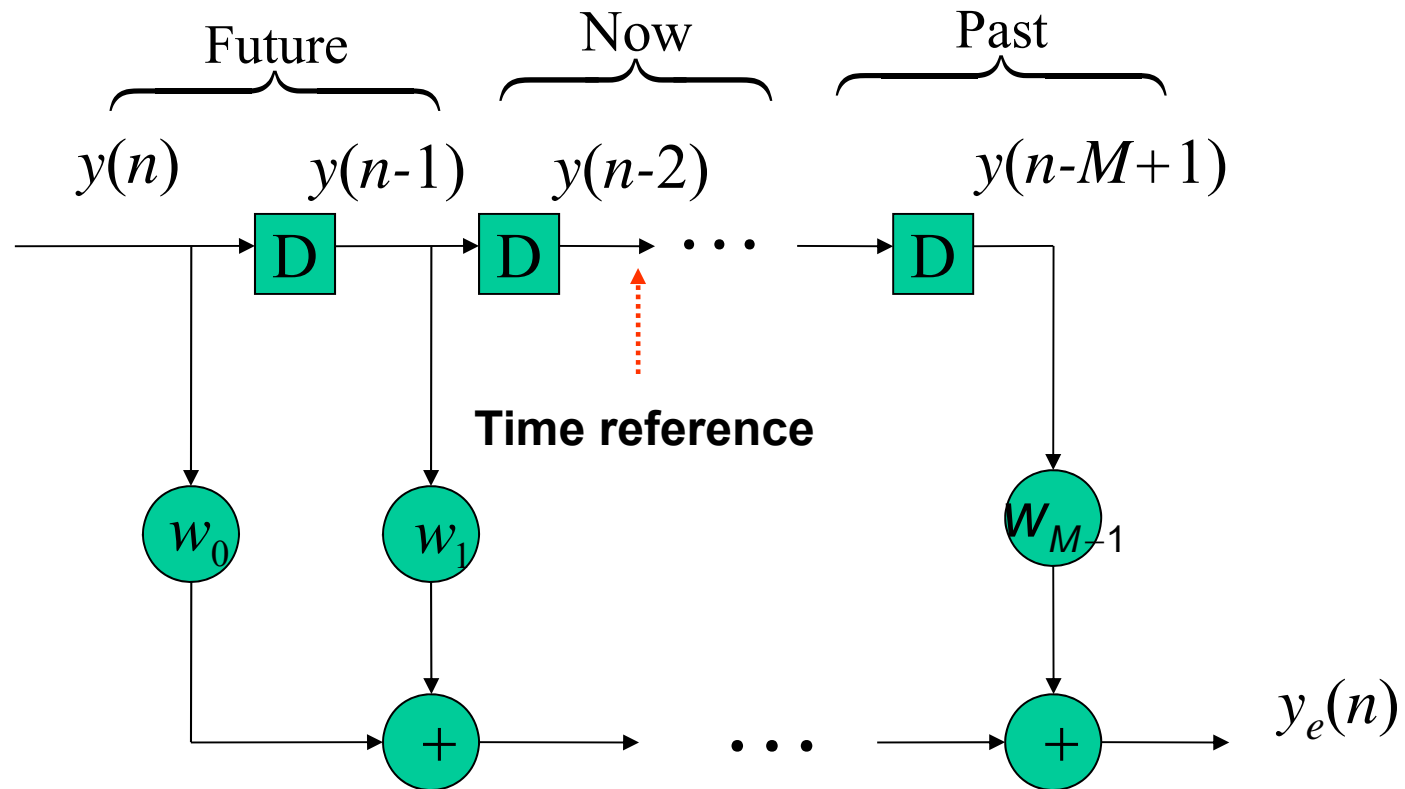 Future Now Past
y(n) y(n-1) y(n-2) y(n-M+1)
D D ... D
Time reference
w0 w1 wM−1
+ ... + ye(n)